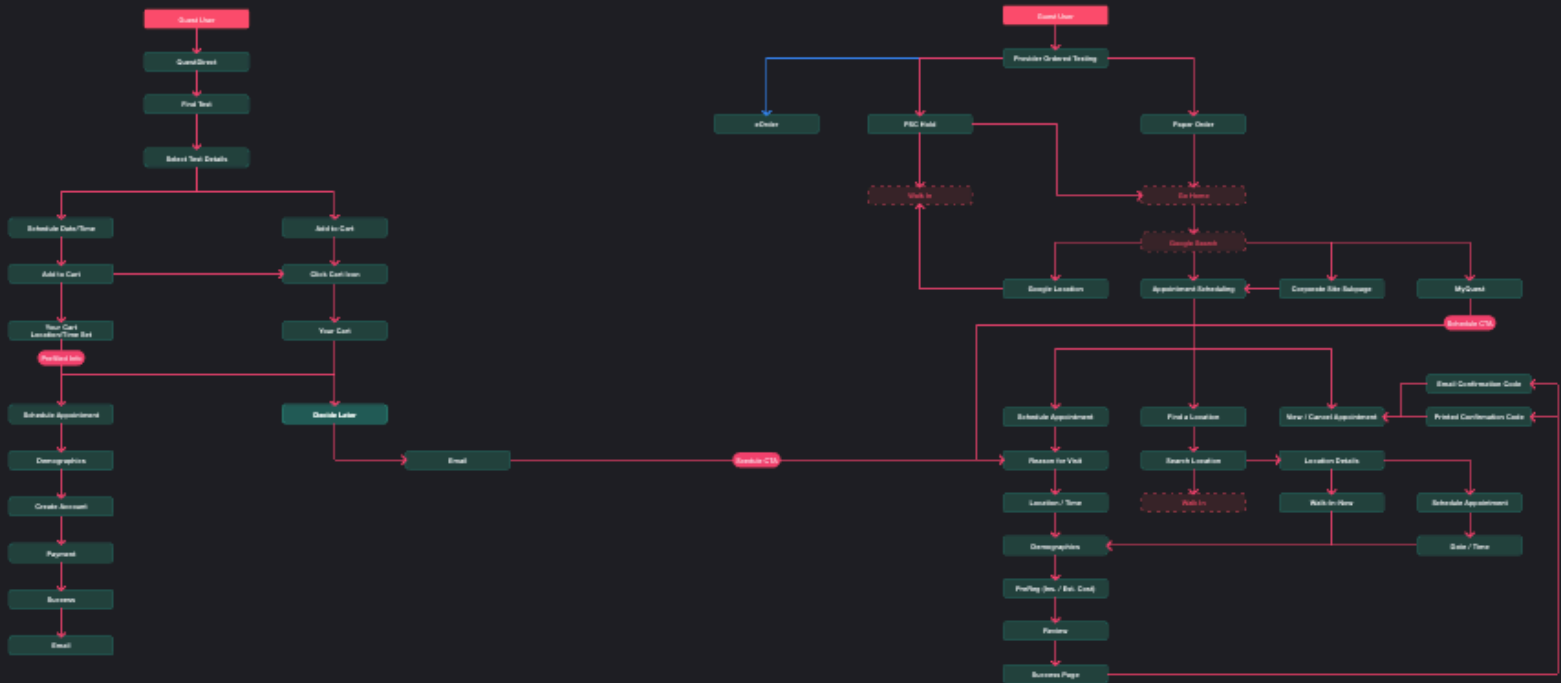 Guest User
QuestDirect
Find Test
Select Test Details
Schedule Date/Time
Add to Cart
Add to Cart
Click Cart Icon
Your Cart
Location/Time Set
Your Cart
Prefilled Info
Schedule Appointment
Decide Later
Demographics
Email
Schedule CTA
Create Account
Payment
Success
Email
Guest User
Provider Ordered Testing
eOrder
PSC Hold
Paper Order
Walk In
Go Home
Google Search
Google Location
Appointment Scheduling
Corporate Site Subpage
MyQuest
Schedule CTA
Email Confirmation Code
Schedule Appointment
Find a Location
View / Cancel Appointment
Printed Confirmation Code
Reason for Visit
Search Location
Location Details
Location / Time
Walk-In
Walk-In Now
Schedule Appointment
Demographics
Date / Time
PreReg (Ins. / Est. Cost)
Review
Success Page